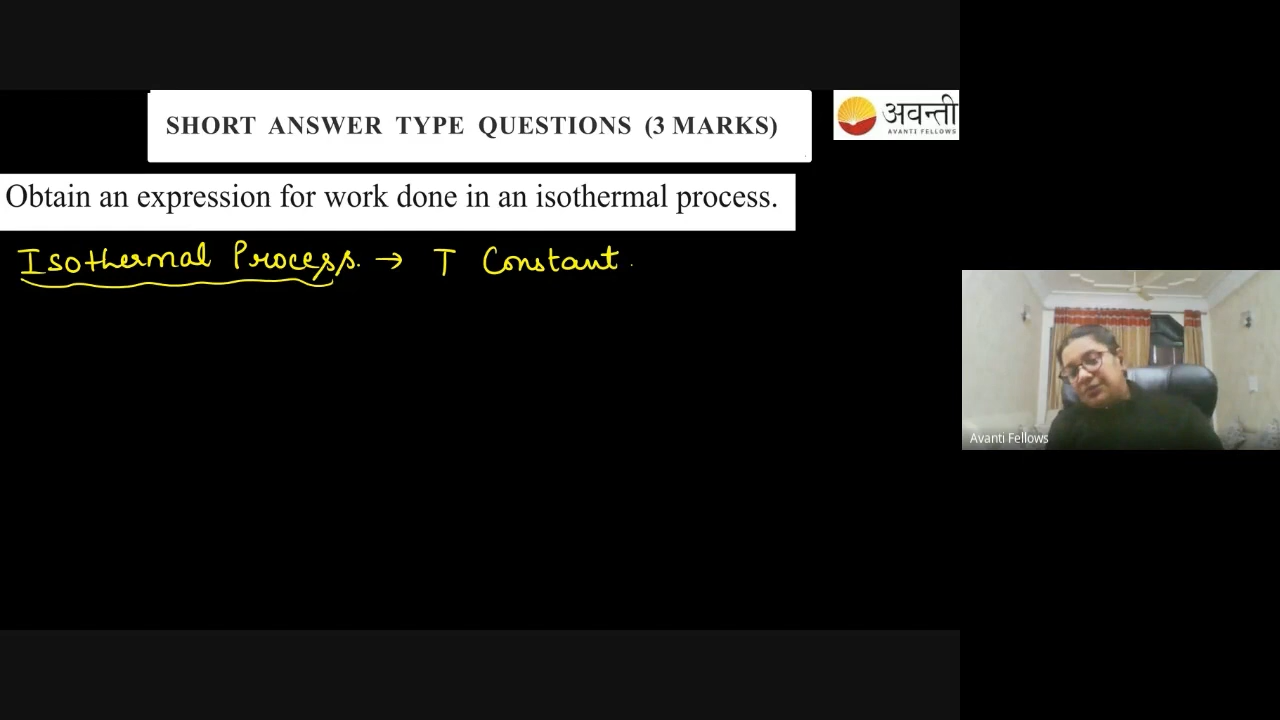 SHORT ANSWER TYPE QUESTIONS (3 MARKS)
अवन्ती
AVANTI FELLOWS
Obtain an expression for work done in an isothermal process.
Isothermal Process. → T Constant.
Avanti Fellows